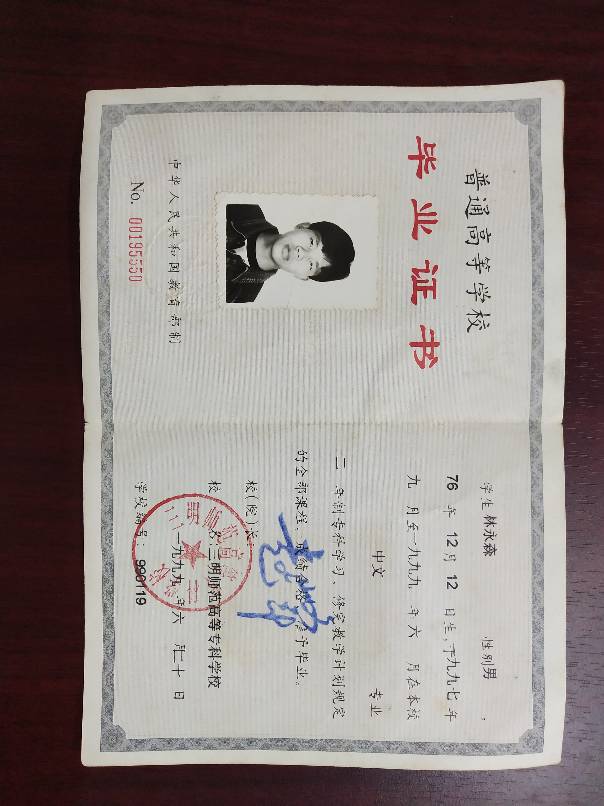 普通高等学校
毕业证书
中华人民共和国教育部制
No. 00195550
学生 林永森 性别男,
76 年 12 月 12 日生,于一九九七年
九 月至一九九九 年 六 月在本校
中文 专业
二 年制专科学习,修完教学计划规定
的全部课程,成绩合格,准予毕业。
校(院)长
校 名:三明师范高等专科学校
一九九九 年 六 月三十 日
学校编号: 990119